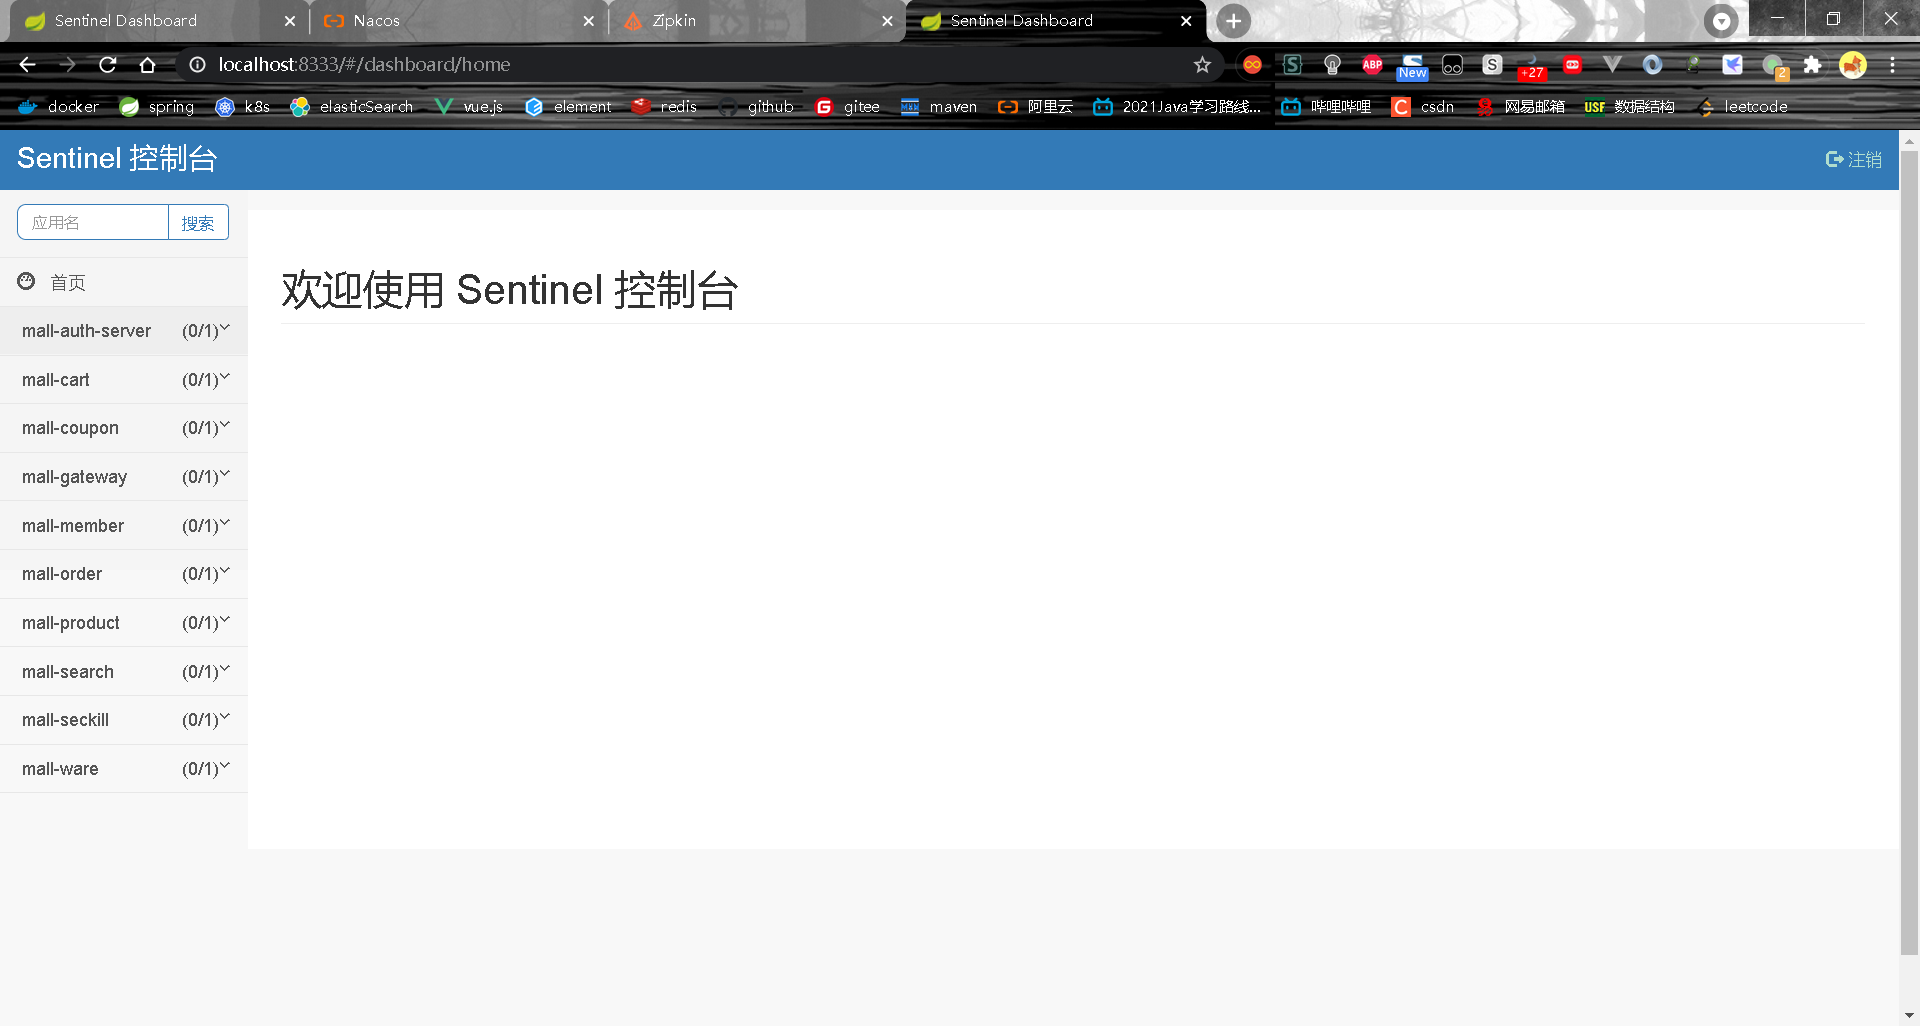 Sentinel Dashboard
Nacos
Zipkin
Sentinel Dashboard
localhost:8333/#/dashboard/home
ABP
New
S
+27
2
docker
spring
k8s
elasticSearch
vue.js
element
redis
github
gitee
maven
阿里云
2021Java学习路线...
哔哩哔哩
csdn
网易邮箱
USF 数据结构
leetcode
Sentinel 控制台
注销
应用名
搜索
首页
欢迎使用 Sentinel 控制台
mall-auth-server (0/1)
mall-cart (0/1)
mall-coupon (0/1)
mall-gateway (0/1)
mall-member (0/1)
mall-order (0/1)
mall-product (0/1)
mall-search (0/1)
mall-seckill (0/1)
mall-ware (0/1)